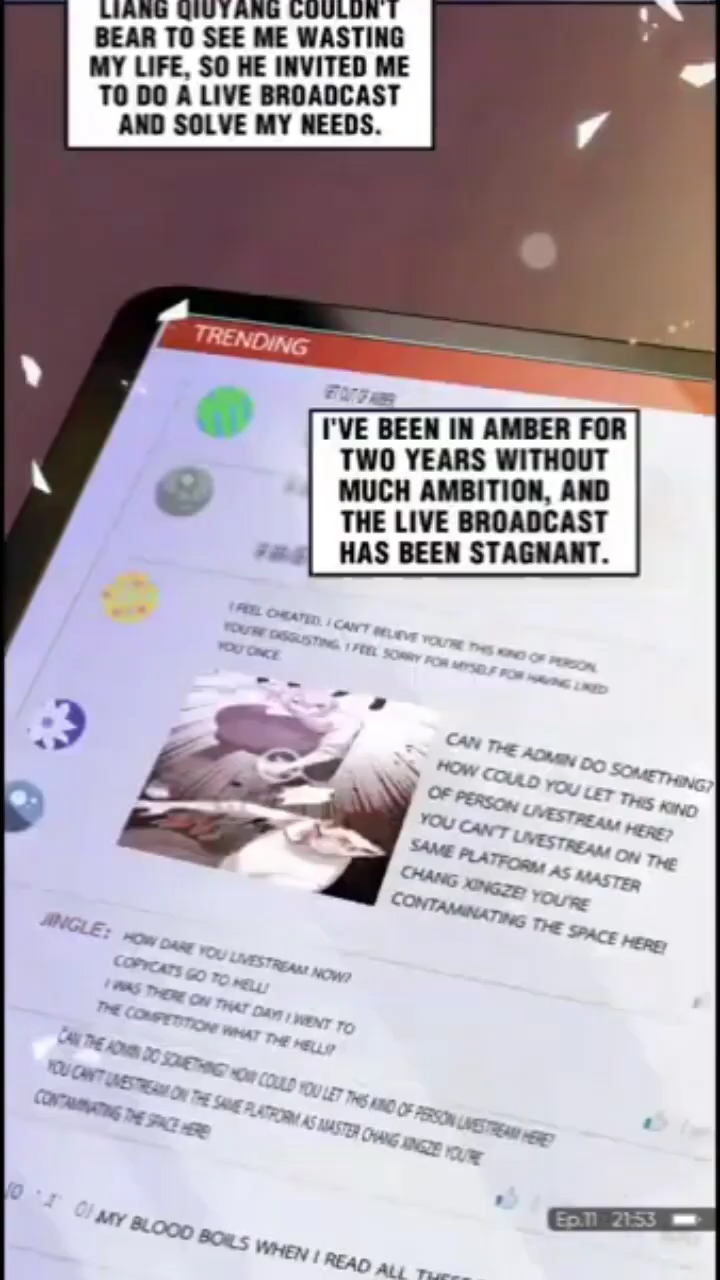 LIANG QIUYANG COULDN'T
BEAR TO SEE ME WASTING
MY LIFE, SO HE INVITED ME
TO DO A LIVE BROADCAST
AND SOLVE MY NEEDS.
TRENDING
GET OUT OF AMBER
I'VE BEEN IN AMBER FOR
TWO YEARS WITHOUT
MUCH AMBITION, AND
THE LIVE BROADCAST
HAS BEEN STAGNANT.
I FEEL CHEATED. I CAN'T BELIEVE YOU'RE THIS KIND OF PERSON.
YOU'RE DISGUSTING. I FEEL SORRY FOR MYSELF FOR HAVING LIKED
YOU ONCE.
CAN THE ADMIN DO SOMETHING?
HOW COULD YOU LET THIS KIND
OF PERSON LIVESTREAM HERE?
YOU CAN'T LIVESTREAM ON THE
SAME PLATFORM AS MASTER
CHANG XINGZE! YOU'RE
CONTAMINATING THE SPACE HERE!
JINGLE: HOW DARE YOU LIVESTREAM NOW?
COPYCATS GO TO HELL!
I WAS THERE ON THAT DAY! I WENT TO
THE COMPETITION! WHAT THE HELL!?
CAN THE ADMIN DO SOMETHING? HOW COULD YOU LET THIS KIND OF PERSON LIVESTREAM HERE?
YOU CAN'T LIVESTREAM ON THE SAME PLATFORM AS MASTER CHANG XINGZE! YOU'RE
CONTAMINATING THE SPACE HERE!
MY BLOOD BOILS WHEN I READ ALL THESE
Ep.11 21:53